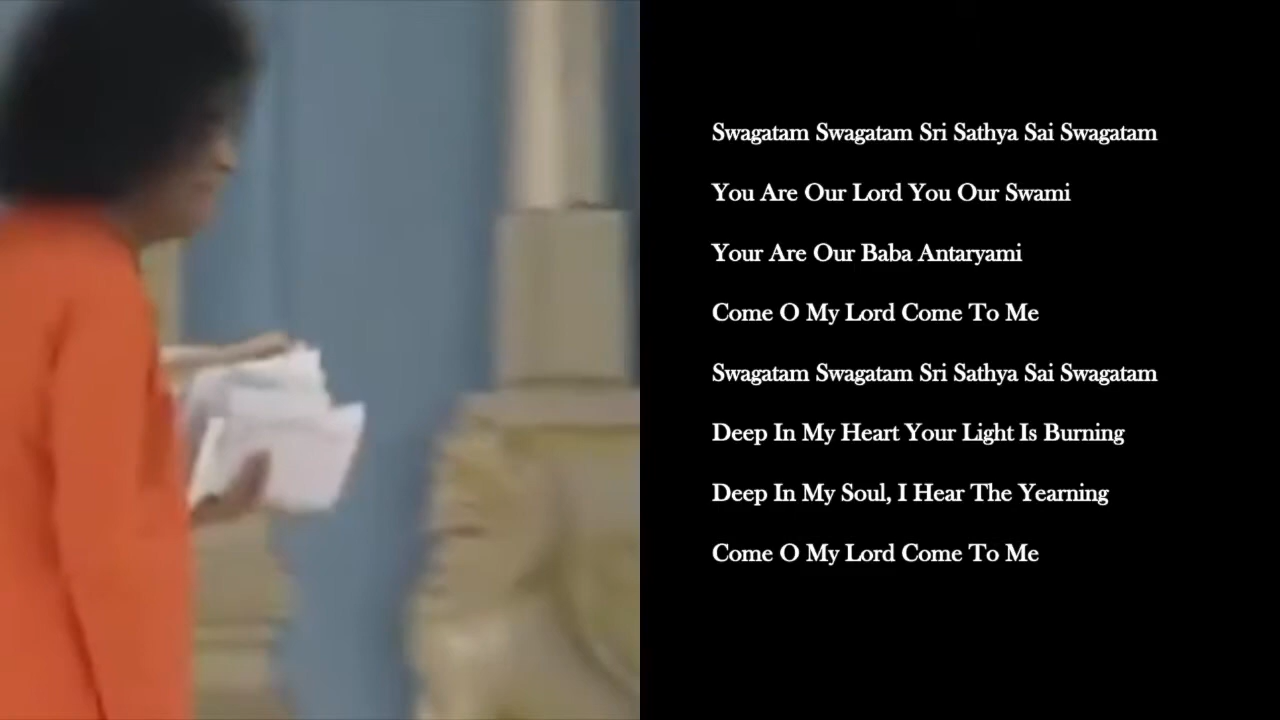 Swagatam Swagatam Sri Sathya Sai Swagatam
You Are Our Lord You Our Swami
Your Are Our Baba Antaryami
Come O My Lord Come To Me
Swagatam Swagatam Sri Sathya Sai Swagatam
Deep In My Heart Your Light Is Burning
Deep In My Soul, I Hear The Yearning
Come O My Lord Come To Me